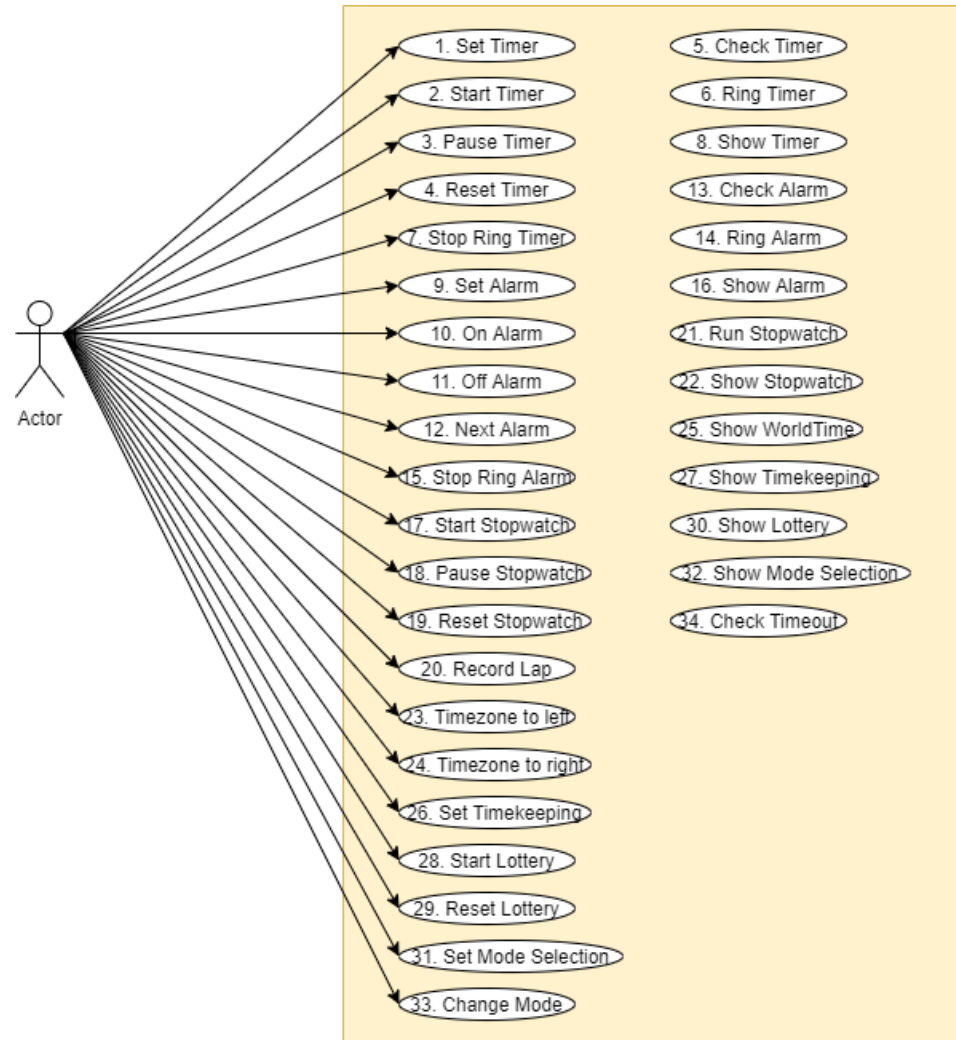 1. Set Timer
2. Start Timer
3. Pause Timer
4. Reset Timer
7. Stop Ring Timer
9. Set Alarm
10. On Alarm
11. Off Alarm
12. Next Alarm
15. Stop Ring Alarm
17. Start Stopwatch
18. Pause Stopwatch
19. Reset Stopwatch
20. Record Lap
23. Timezone to left
24. Timezone to right
26. Set Timekeeping
28. Start Lottery
29. Reset Lottery
31. Set Mode Selection
33. Change Mode
5. Check Timer
6. Ring Timer
8. Show Timer
13. Check Alarm
14. Ring Alarm
16. Show Alarm
21. Run Stopwatch
22. Show Stopwatch
25. Show WorldTime
27. Show Timekeeping
30. Show Lottery
32. Show Mode Selection
34. Check Timeout
Actor